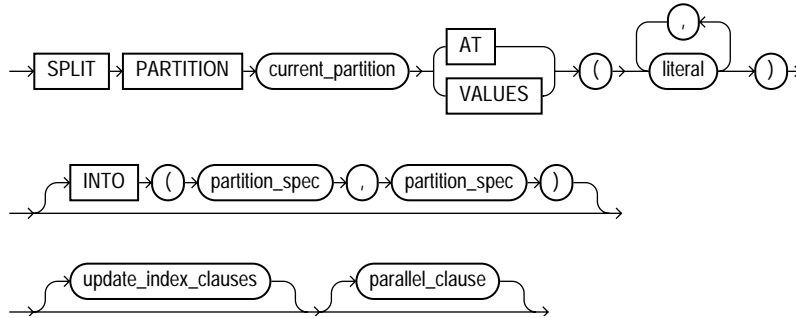 ,
AT
SPLIT PARTITION current_partition ( literal )
VALUES
INTO ( partition_spec , partition_spec )
update_index_clauses parallel_clause